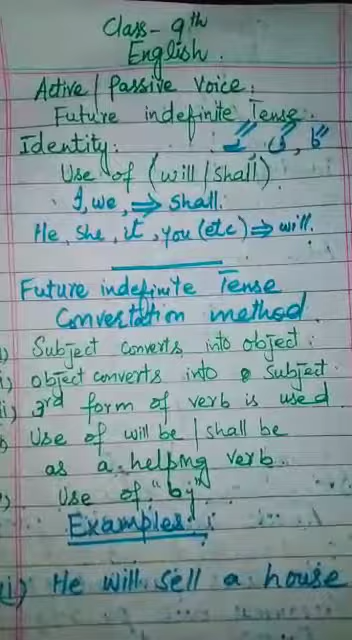 Class- 9th
English.
Active/Passive Voice:
Future indefinite Tense.
Identity:
Use of (will/shall)
I, we, ⇒ shall.
He, she, it, you (etc) ⇒ will.
Future indefinite Tense
Convertation method.
) Subject converts into object.
i) object converts into Subject.
ii) 3rd form of verb is used
Use of will be/shall be
as a helping verb.
Use of "by"
Examples:
i) He will sell a house